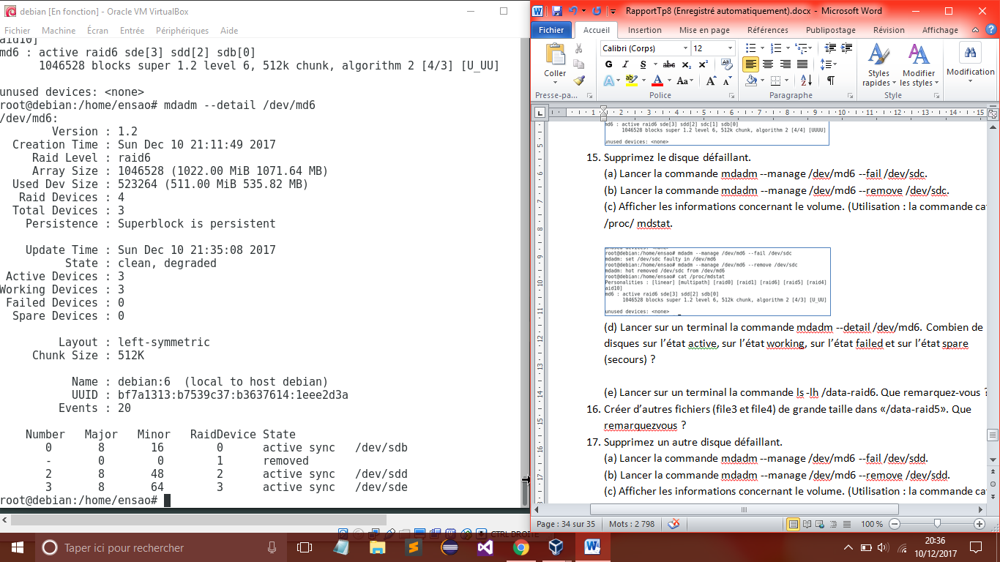 debian [En fonction] - Oracle VM VirtualBox
Fichier Machine Écran Entrée Périphériques Aide
aid10]
md6 : active raid6 sde[3] sdd[2] sdb[0]
1046528 blocks super 1.2 level 6, 512k chunk, algorithm 2 [4/3] [U_UU]
unused devices: <none>
root@debian:/home/ensao# mdadm --detail /dev/md6
/dev/md6:
Version : 1.2
Creation Time : Sun Dec 10 21:11:49 2017
Raid Level : raid6
Array Size : 1046528 (1022.00 MiB 1071.64 MB)
Used Dev Size : 523264 (511.00 MiB 535.82 MB)
Raid Devices : 4
Total Devices : 3
Persistence : Superblock is persistent
Update Time : Sun Dec 10 21:35:08 2017
State : clean, degraded
Active Devices : 3
Working Devices : 3
Failed Devices : 0
Spare Devices : 0
Layout : left-symmetric
Chunk Size : 512K
Name : debian:6 (local to host debian)
UUID : bf7a1313:b7539c37:b3637614:1eee2d3a
Events : 20
Number Major Minor RaidDevice State
0 8 16 0 active sync /dev/sdb
- 0 0 1 removed
2 8 48 2 active sync /dev/sdd
3 8 64 3 active sync /dev/sde
root@debian:/home/ensao#
CTRL DROITE
RapportTp8 (Enregistré automatiquement).docx - Microsoft Word
Fichier Accueil Insertion Mise en page Références Publipostage Révision Affichage
Calibri (Corps) 12
Coller
G I S abc x₂ x²
Styles rapides
Modifier les styles
Modification
Presse-pa... Police Paragraphe Style
1 2 3 4 5 6 7 8 9 10 11 12 13 14 15
md6 : active raid6 sde[3] sdd[2] sdc[1] sdb[0]
1046528 blocks super 1.2 level 6, 512k chunk, algorithm 2 [4/4] [UUUU]
unused devices: <none>
15. Supprimez le disque défaillant.
(a) Lancer la commande mdadm --manage /dev/md6 --fail /dev/sdc.
(b) Lancer la commande mdadm --manage /dev/md6 --remove /dev/sdc.
(c) Afficher les informations concernant le volume. (Utilisation : la commande ca
/proc/ mdstat.
root@debian:/home/ensao# mdadm --manage /dev/md6 --fail /dev/sdc
mdadm: set /dev/sdc faulty in /dev/md6
root@debian:/home/ensao# mdadm --manage /dev/md6 --remove /dev/sdc
mdadm: hot removed /dev/sdc from /dev/md6
root@debian:/home/ensao# cat /proc/mdstat
Personalities : [linear] [multipath] [raid0] [raid1] [raid6] [raid5] [raid4]
aid10]
md6 : active raid6 sde[3] sdd[2] sdb[0]
1046528 blocks super 1.2 level 6, 512k chunk, algorithm 2 [4/3] [U_UU]
unused devices: <none>
(d) Lancer sur un terminal la commande mdadm --detail /dev/md6. Combien de
disques sur l’état active, sur l’état working, sur l’état failed et sur l’état spare
(secours) ?
(e) Lancer sur un terminal la commande ls -lh /data-raid6. Que remarquez-vous ?
16. Créer d’autres fichiers (file3 et file4) de grande taille dans «/data-raid5». Que
remarquezvous ?
17. Supprimez un autre disque défaillant.
(a) Lancer la commande mdadm --manage /dev/md6 --fail /dev/sdd.
(b) Lancer la commande mdadm --manage /dev/md6 --remove /dev/sdd.
(c) Afficher les informations concernant le volume. (Utilisation : la commande ca
Page : 34 sur 35 Mots : 2 798 100 %
Taper ici pour rechercher
20:36
10/12/2017